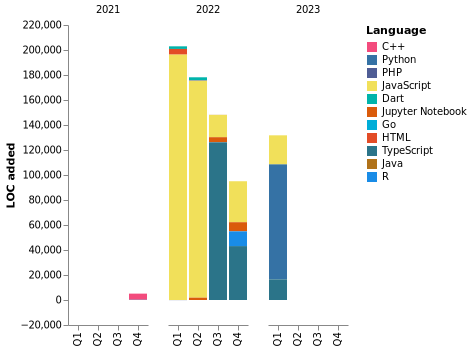 2021 2022 2023
LOC added
220,000
200,000
180,000
160,000
140,000
120,000
100,000
80,000
60,000
40,000
20,000
0
−20,000
Q1 Q2 Q3 Q4 Q1 Q2 Q3 Q4 Q1 Q2 Q3 Q4
Language
C++
Python
PHP
JavaScript
Dart
Jupyter Notebook
Go
HTML
TypeScript
Java
R